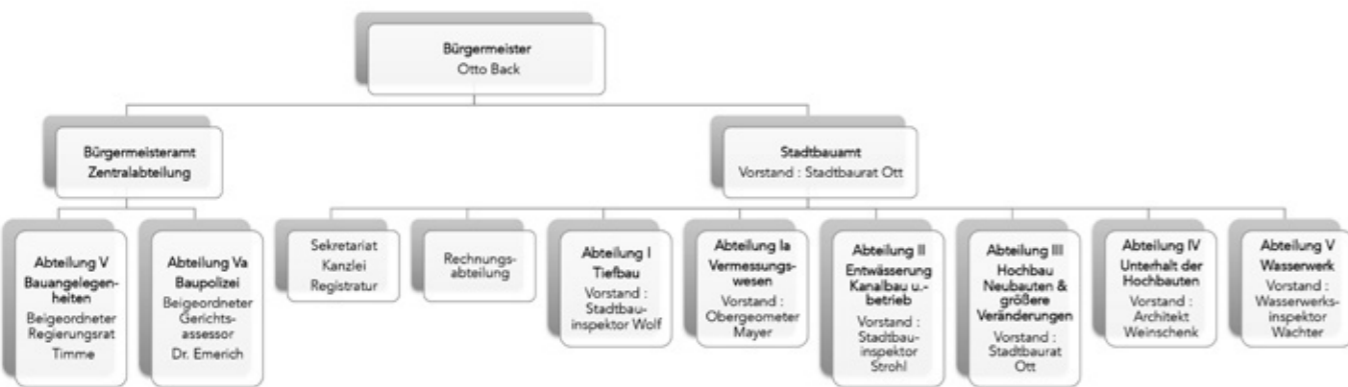 Bürgermeister
Otto Back
Bürgermeisteramt
Zentralabteilung
Stadtbauamt
Vorstand : Stadtbaurat Ott
Abteilung V
Bauangelegen-
heiten
Beigeordneter
Regierungsrat
Timme
Abteilung Va
Baupolizei
Beigeordneter
Gerichts-
assessor
Dr. Emerich
Sekretariat
Kanzlei
Registratur
Rechnungs-
abteilung
Abteilung I
Tiefbau
Vorstand :
Stadtbau-
inspektor Wolf
Abteilung Ia
Vermessungs-
wesen
Vorstand :
Obergeometer
Mayer
Abteilung II
Entwässerung
Kanalbau u.-
betrieb
Vorstand :
Stadtbau-
inspektor
Strohl
Abteilung III
Hochbau
Neubauten &
größere
Veränderungen
Vorstand :
Stadtbaurat
Ott
Abteilung IV
Unterhalt der
Hochbauten
Vorstand :
Architekt
Weinschenk
Abteilung V
Wasserwerk
Vorstand :
Wasserwerks-
inspektor
Wachter